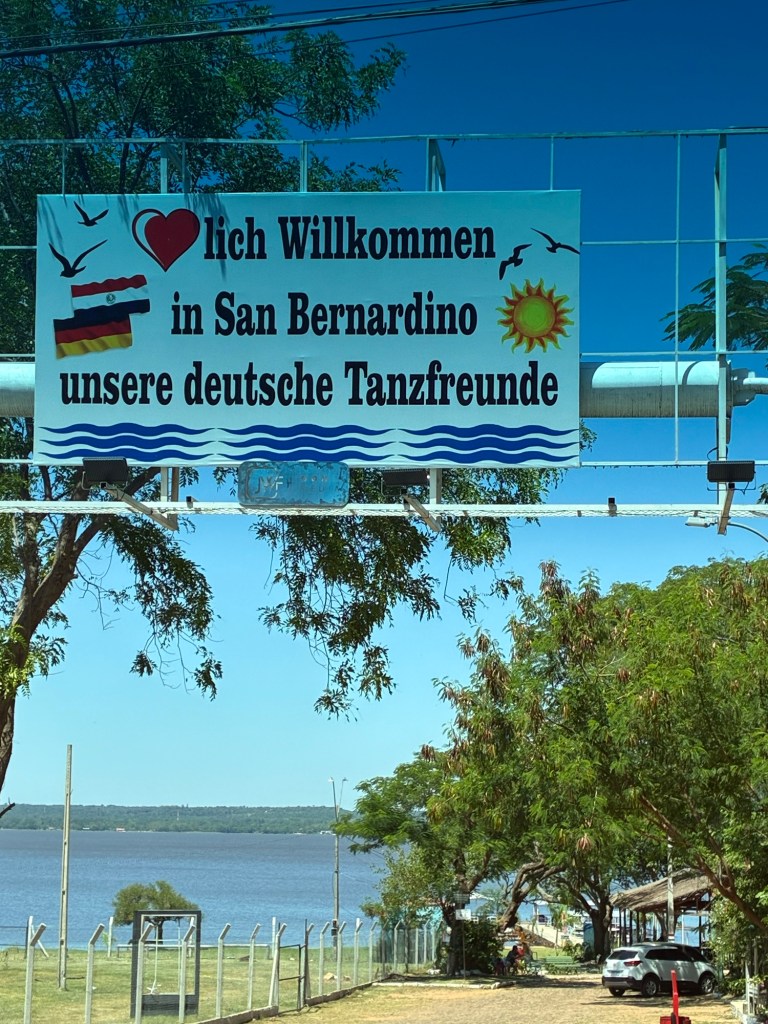 lich Willkommen
in San Bernardino
unsere deutsche Tanzfreunde